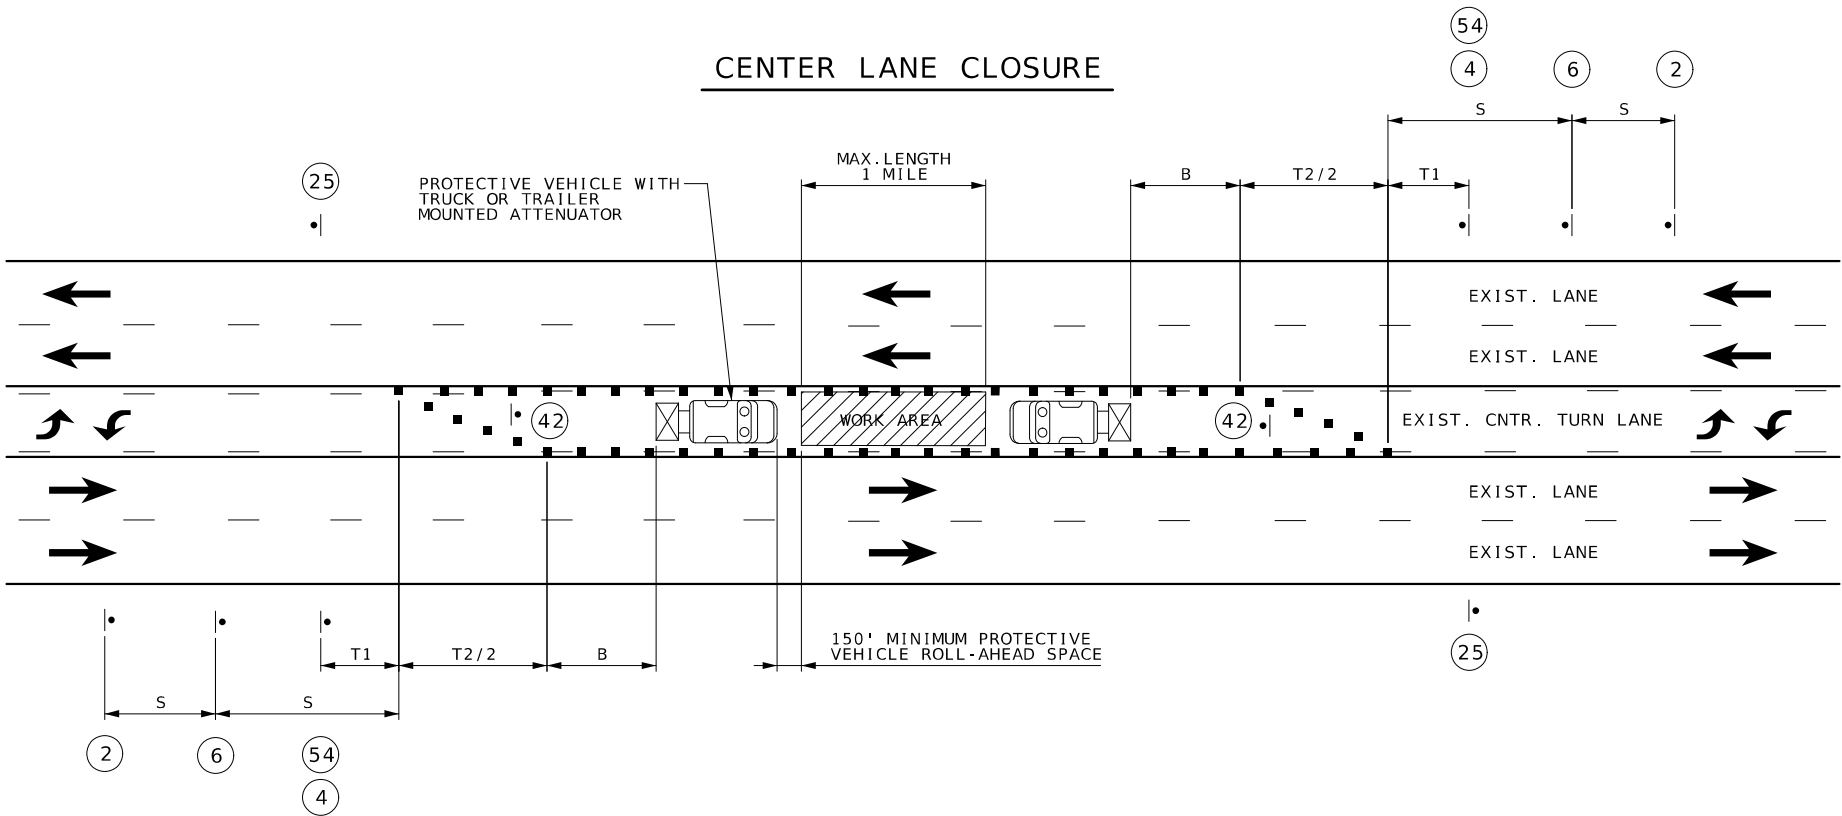 54
4
6
2
CENTER LANE CLOSURE
S
S
MAX. LENGTH
1 MILE
25
PROTECTIVE VEHICLE WITH
TRUCK OR TRAILER
MOUNTED ATTENUATOR
B
T2/2
T1
EXIST. LANE
EXIST. LANE
42
WORK AREA
42
EXIST. CNTR. TURN LANE
EXIST. LANE
EXIST. LANE
T1
T2/2
B
150' MINIMUM PROTECTIVE
VEHICLE ROLL-AHEAD SPACE
25
S
S
2
6
54
4